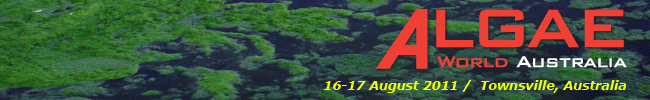 ALGAE
WORLD AUSTRALIA
16-17 August 2011 / Townsville, Australia